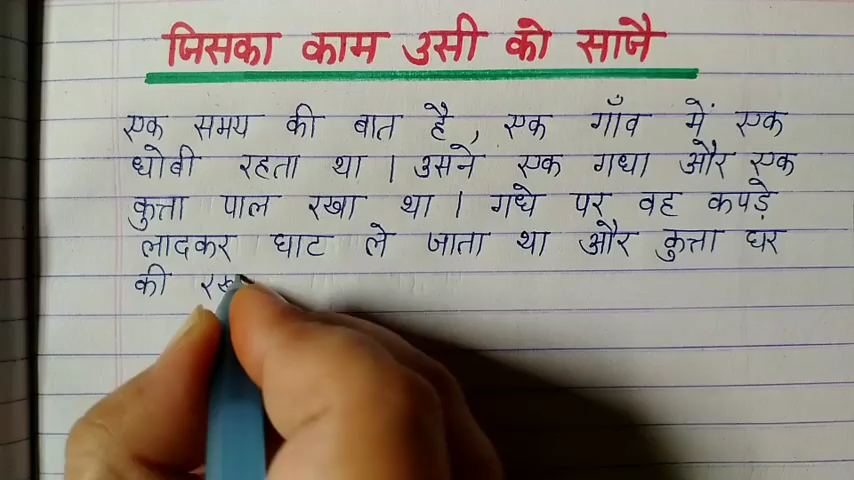 जिसका काम उसी को साजै
एक समय की बात है, एक गाँव में एक
धोबी रहता था । उसने एक गधा और एक
कुत्ता पाल रखा था । गधे पर वह कपड़े
लादकर घाट ले जाता था और कुत्ता घर
की